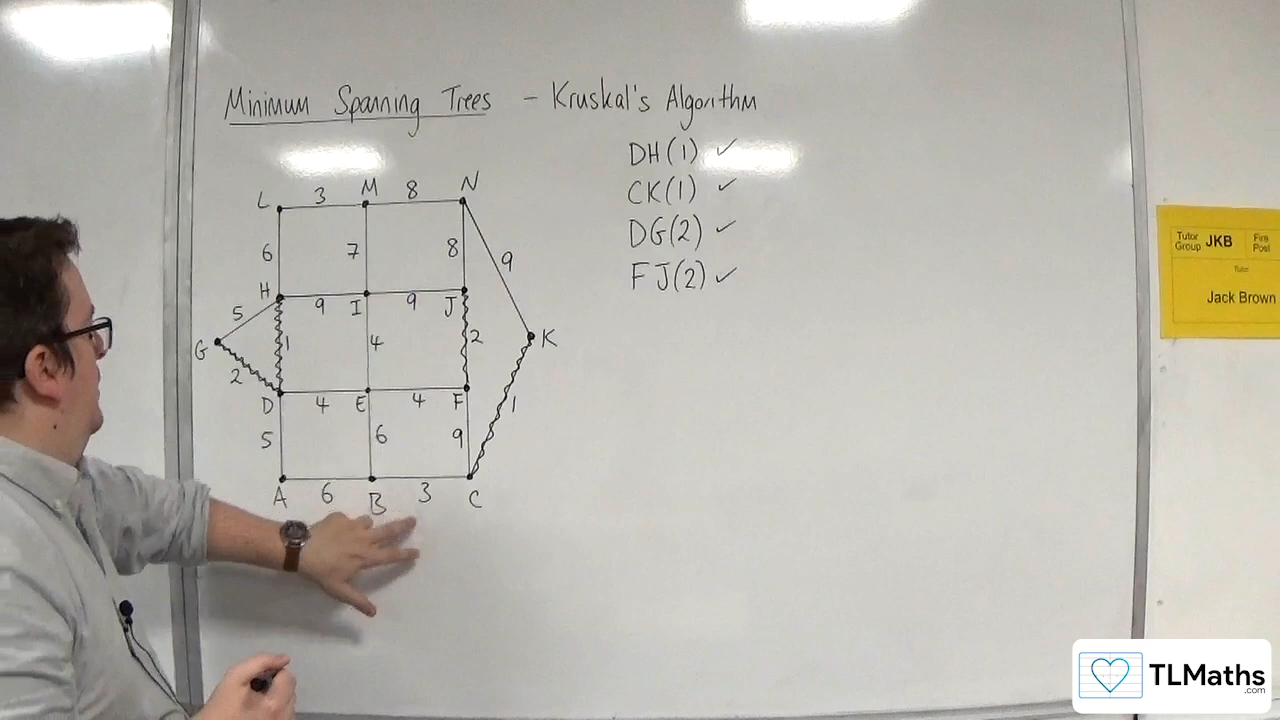 Minimum Spanning Trees - Kruskal's Algorithm
DH(1) ✓
CK(1) ✓
DG(2) ✓
FJ(2) ✓
L 3 M 8 N
6 7 8 9
H 9 I 9 J
5
G 1 4 2 K
2
D 4 E 4 F 1
5 6 9
A 6 B 3 C
Tutor Group JKB Fire Post
Tutor
Jack Brown
TLMaths
.com